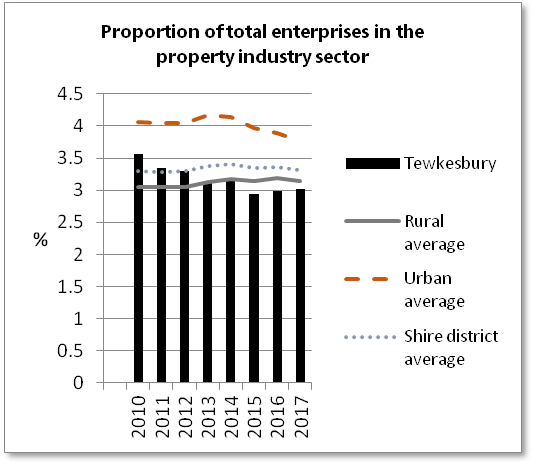 Proportion of total enterprises in the
property industry sector
4.5
4
3.5
3
2.5
2
1.5
1
0.5
0
%
2010
2011
2012
2013
2014
2015
2016
2017
Tewkesbury
Rural
average
Urban
average
Shire district
average